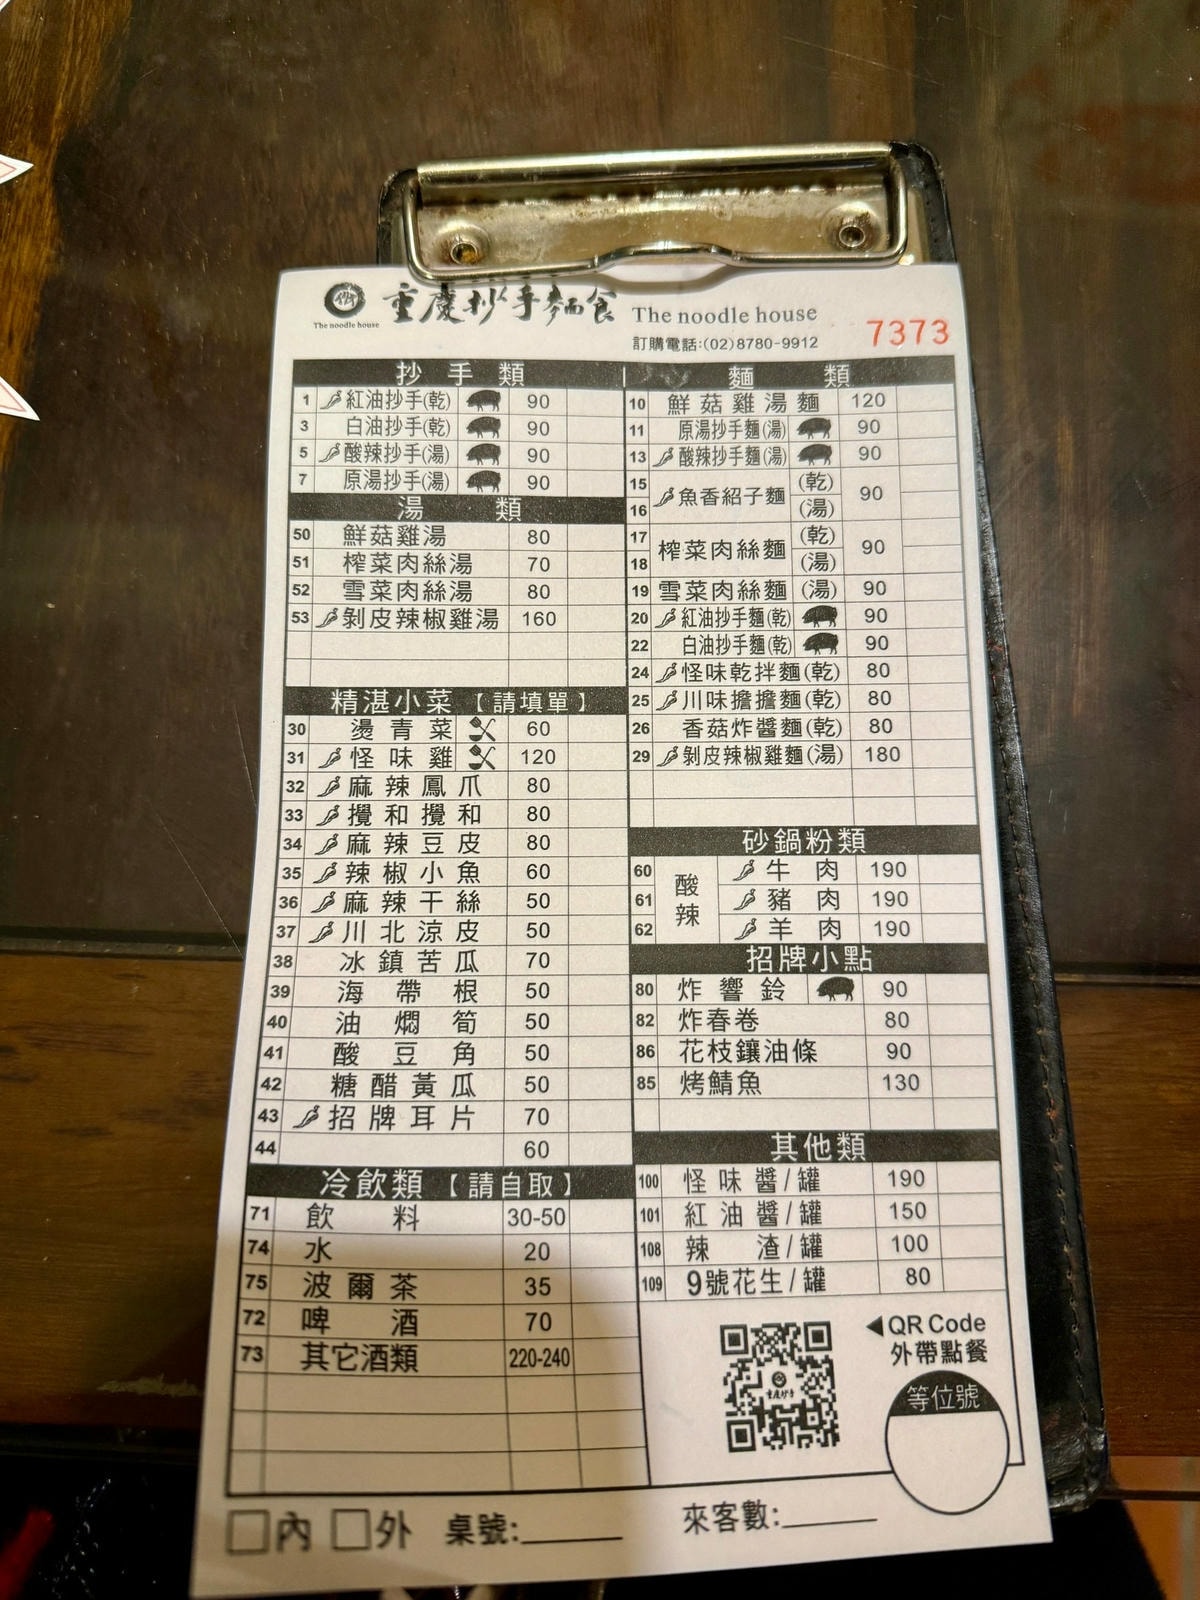 The noodle house
重慶抄手麵食 The noodle house
訂購電話:(02)8780-9912
7373
抄手類
1 紅油抄手(乾) 90
3 白油抄手(乾) 90
5 酸辣抄手(湯) 90
7 原湯抄手(湯) 90
湯類
50 鮮菇雞湯 80
51 榨菜肉絲湯 70
52 雪菜肉絲湯 80
53 剝皮辣椒雞湯 160
精湛小菜【請填單】
30 燙青菜 60
31 怪味雞 120
32 麻辣鳳爪 80
33 攪和攪和 80
34 麻辣豆皮 80
35 辣椒小魚 60
36 麻辣干絲 50
37 川北涼皮 50
38 冰鎮苦瓜 70
39 海帶根 50
40 油燜筍 50
41 酸豆角 50
42 糖醋黃瓜 50
43 招牌耳片 70
44 60
冷飲類【請自取】
71 飲料 30-50
74 水 20
75 波爾茶 35
72 啤酒 70
73 其它酒類 220-240
麵類
10 鮮菇雞湯麵 120
11 原湯抄手麵(湯) 90
13 酸辣抄手麵(湯) 90
15 魚香紹子麵 (乾) 90
16 (湯)
17 榨菜肉絲麵 (乾) 90
18 (湯)
19 雪菜肉絲麵 (湯) 90
20 紅油抄手麵(乾) 90
22 白油抄手麵(乾) 90
24 怪味乾拌麵(乾) 80
25 川味擔擔麵(乾) 80
26 香菇炸醬麵(乾) 80
29 剝皮辣椒雞麵(湯) 180
砂鍋粉類
酸辣
60 牛肉 190
61 豬肉 190
62 羊肉 190
招牌小點
80 炸響鈴 90
82 炸春卷 80
86 花枝鑲油條 90
85 烤鯖魚 130
其他類
100 怪味醬/罐 190
101 紅油醬/罐 150
108 辣渣/罐 100
109 9號花生/罐 80
重慶抄手
◀QR Code
外帶點餐
等位號
□內 □外 桌號:______ 來客數:______